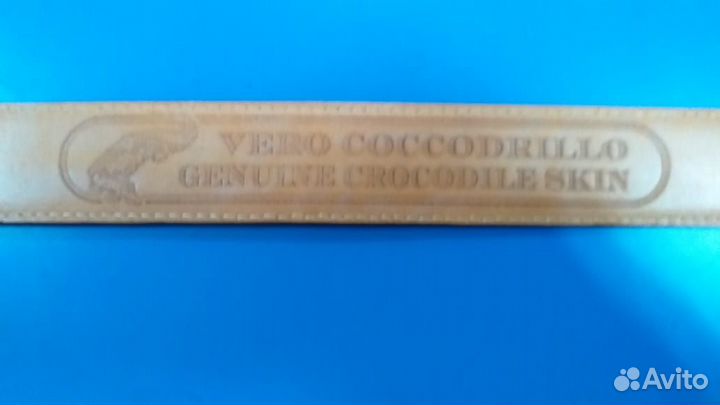 VERO COCCODRILLO
GENUINE CROCODILE SKIN
Avito